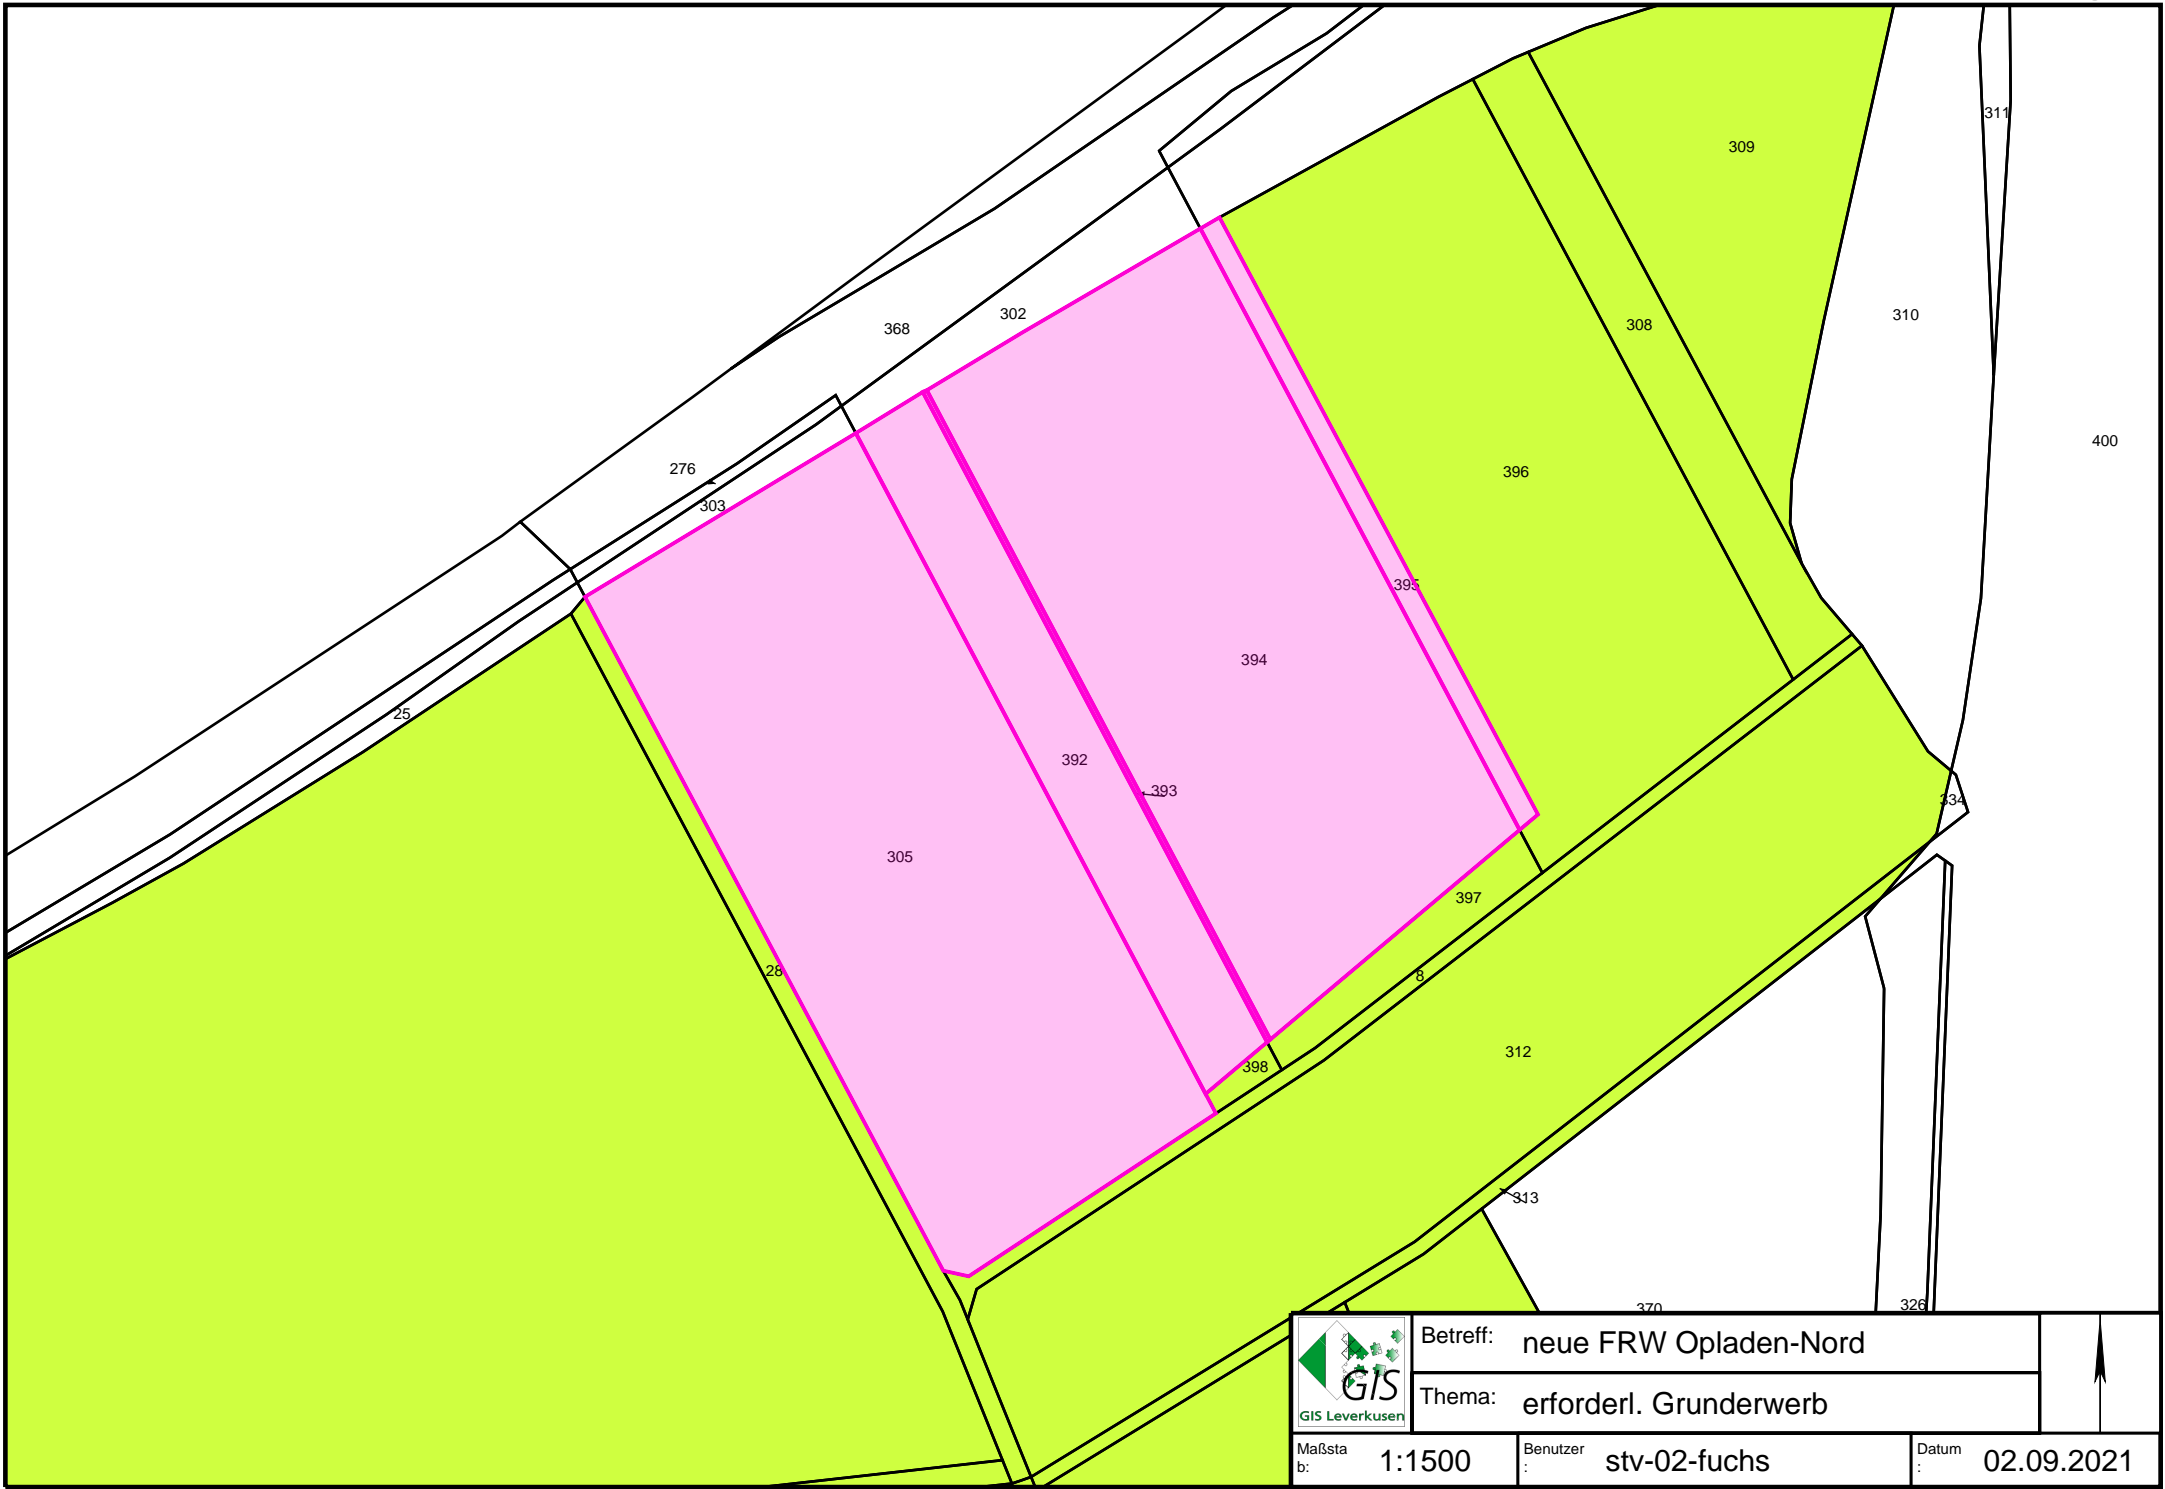 311
309
310
302
308
368
400
276
396
303
395
394
25
392
393
334
305
397
28
8
312
398
313
370
326
GIS
GIS Leverkusen
Betreff: neue FRW Opladen-Nord
Thema: erforderl. Grunderwerb
Maßsta
b: 1:1500
Benutzer
: stv-02-fuchs
Datum
: 02.09.2021